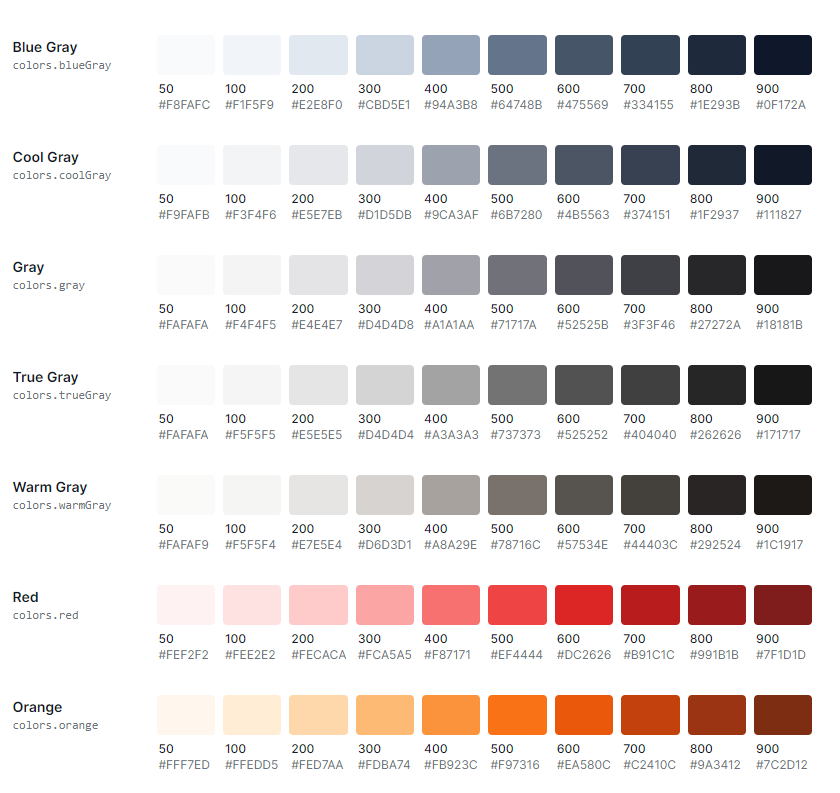 Blue Gray
colors.blueGray
50 100 200 300 400 500 600 700 800 900
#F8FAFC #F1F5F9 #E2E8F0 #CBD5E1 #94A3B8 #64748B #475569 #334155 #1E293B #0F172A
Cool Gray
colors.coolGray
50 100 200 300 400 500 600 700 800 900
#F9FAFB #F3F4F6 #E5E7EB #D1D5DB #9CA3AF #6B7280 #4B5563 #374151 #1F2937 #111827
Gray
colors.gray
50 100 200 300 400 500 600 700 800 900
#FAFAFA #F4F4F5 #E4E4E7 #D4D4D8 #A1A1AA #71717A #52525B #3F3F46 #27272A #18181B
True Gray
colors.trueGray
50 100 200 300 400 500 600 700 800 900
#FAFAFA #F5F5F5 #E5E5E5 #D4D4D4 #A3A3A3 #737373 #525252 #404040 #262626 #171717
Warm Gray
colors.warmGray
50 100 200 300 400 500 600 700 800 900
#FAFAF9 #F5F5F4 #E7E5E4 #D6D3D1 #A8A29E #78716C #57534E #44403C #292524 #1C1917
Red
colors.red
50 100 200 300 400 500 600 700 800 900
#FEF2F2 #FEE2E2 #FECACA #FCA5A5 #F87171 #EF4444 #DC2626 #B91C1C #991B1B #7F1D1D
Orange
colors.orange
50 100 200 300 400 500 600 700 800 900
#FFF7ED #FFEDD5 #FED7AA #FDBA74 #FB923C #F97316 #EA580C #C2410C #9A3412 #7C2D12